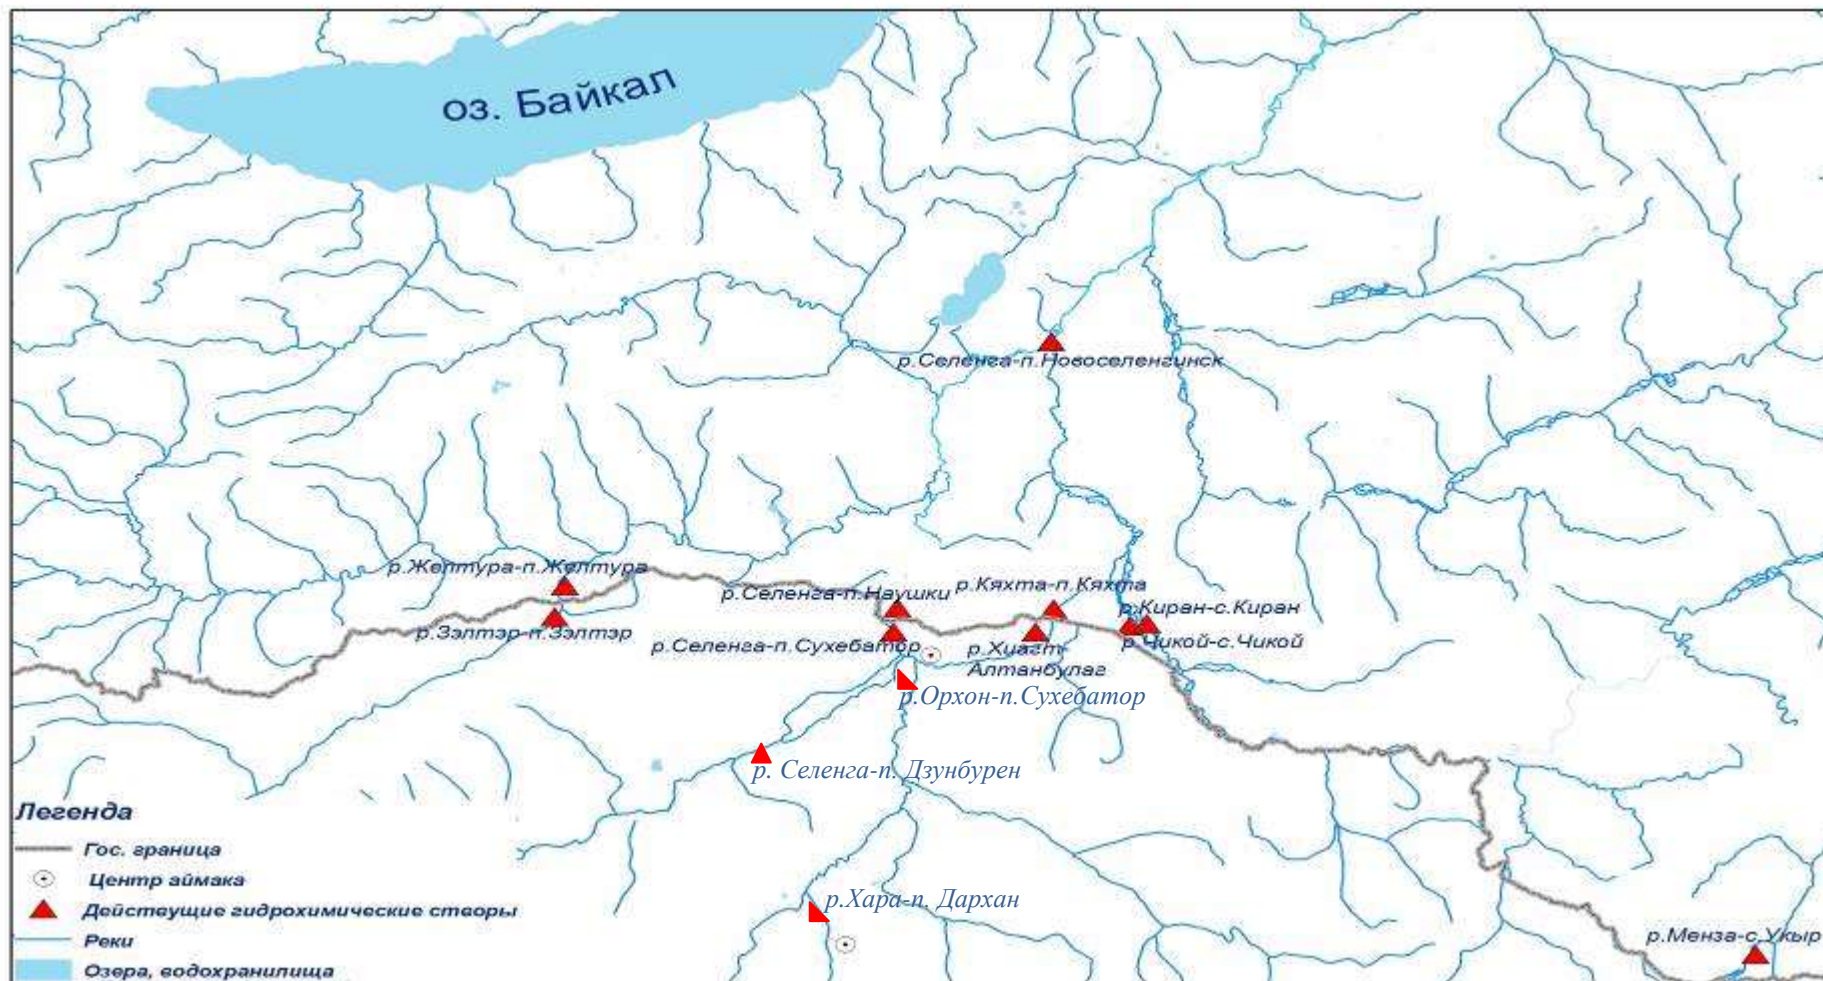 оз. Байкал
р.Селенга-п.Новоселенгинск
р.Желтура-п.Желтура
р.Селенга-п.Наушки
р.Кяхта-п.Кяхта
р.Киран-с.Киран
р.Зэлтэр-п.Зэлтэр
р.Селенга-п.Сухебатор
р.Хиагт-
Алтанбулаг
р.Чикой-с.Чикой
р.Орхон-п.Сухебатор
р. Селенга-п. Дзунбурен
р.Хара-п. Дархан
р.Менза-с.Укыр
Легенда
Гос. граница
Центр аймака
Действущие гидрохимические створы
Реки
Озера, водохранилища